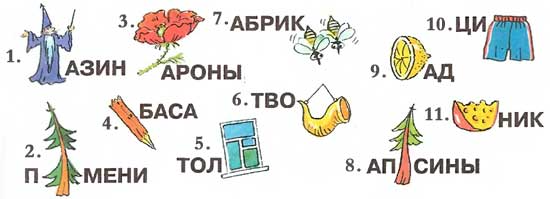 1. АЗИН
2. П МЕНИ
3. АРОНЫ
4. БАСА
5. ТОЛ
6. ТВО
7. АБРИК
8. АП СИНЫ
9. АД
10. ЦИ
11. НИК